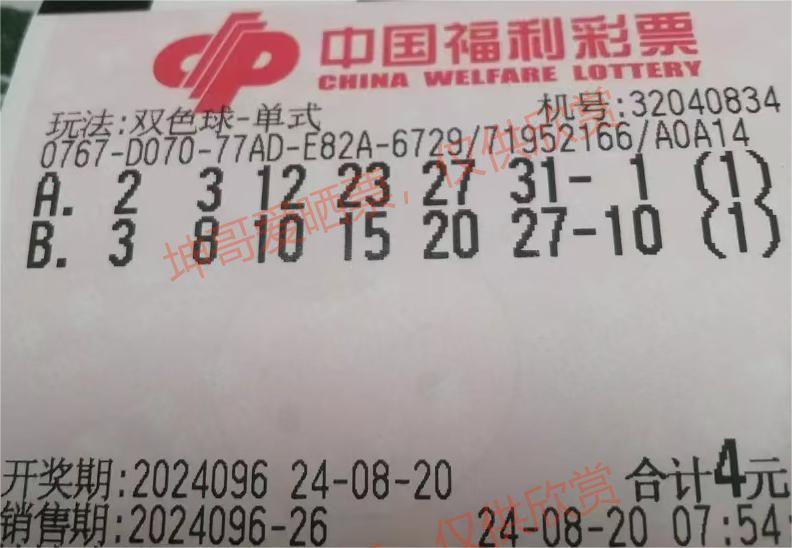 中国福利彩票
CHINA WELFARE LOTTERY
玩法:双色球-单式 机号:32040834
0767-D070-77AD-E82A-6729/71952166/A0A14
A. 2 3 12 23 27 31- 1 (1)
B. 3 8 10 15 20 27-10 (1)
坤哥爱晒票,仅供欣赏
开奖期:2024096 24-08-20 合计4元
销售期:2024096-26 24-08-20 07:54:
仅供欣赏